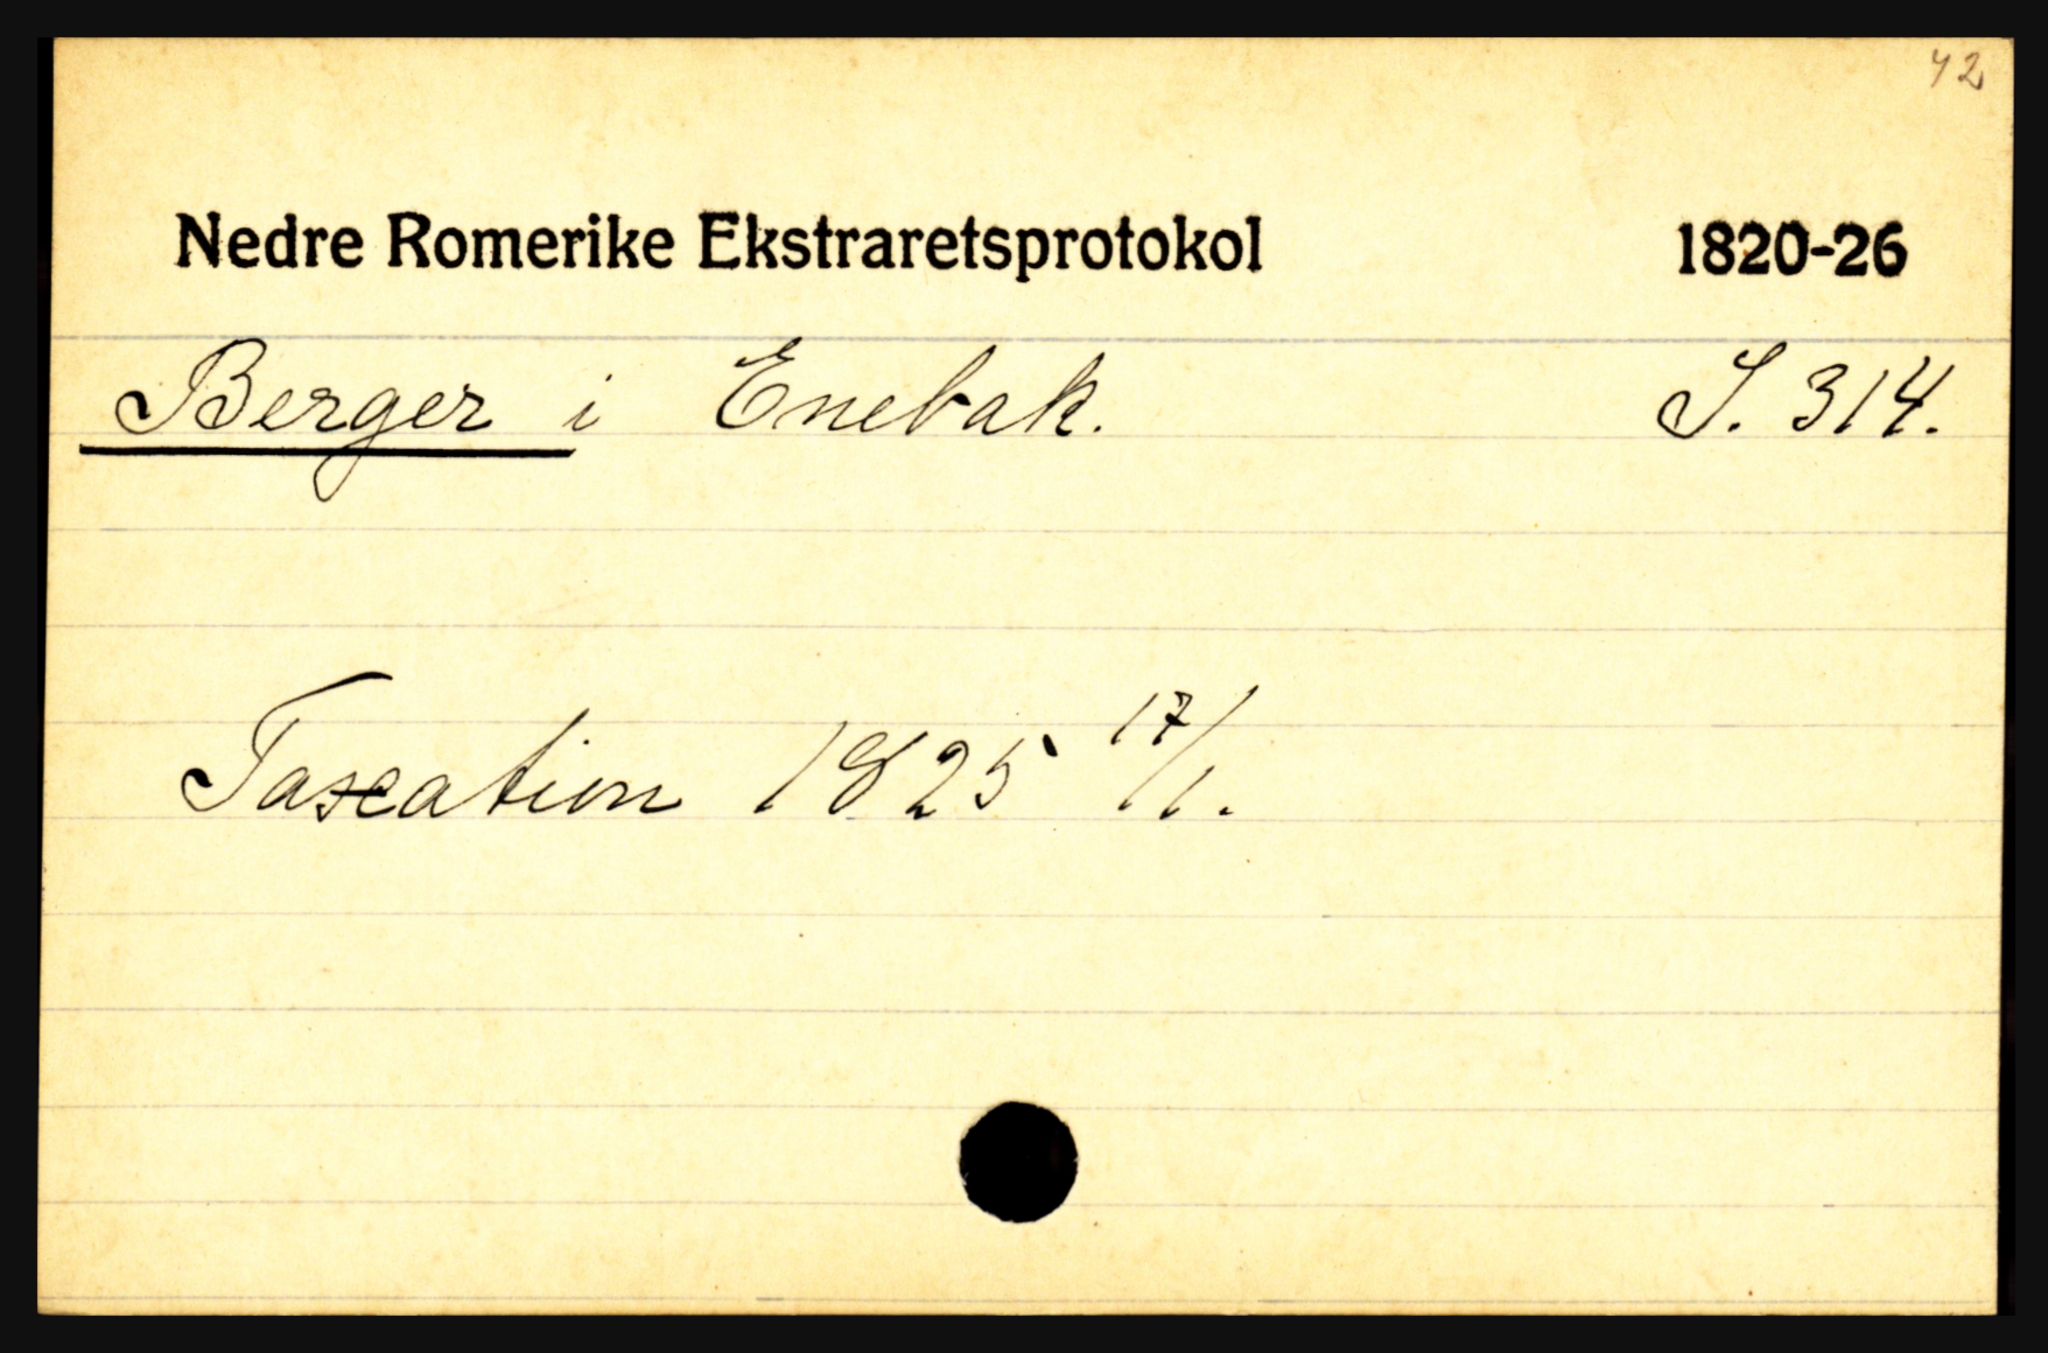 42
Nedre Romerike Ekstraretsprotokol 1820-26
Berger i Enebak. S. 314.
Taxation 1825 17/1.